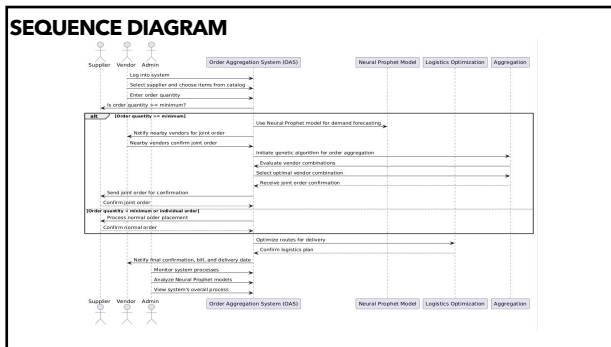 SEQUENCE DIAGRAM
Supplier Vendor Admin Order Aggregation System (OAS) Neural Prophet Model Logistics Optimization Aggregation
Log into system
Select supplier and choose items from catalog
Enter order quantity
Is order quantity >= minimum?
alt [Order quantity >= minimum]
Use Neural Prophet model for demand forecasting
Notify nearby vendors for joint order
Nearby vendors confirm joint order
Initiate genetic algorithm for order aggregation
Evaluate vendor combinations
Select optimal vendor combination
Receive joint order confirmation
Send joint order for confirmation
Confirm joint order
[Order quantity < minimum or individual order]
Process normal order placement
Confirm normal order
Optimize routes for delivery
Confirm logistics plan
Notify final confirmation, bill, and delivery date
Monitor system processes
Analyze Neural Prophet models
View system's overall process
Supplier Vendor Admin Order Aggregation System (OAS) Neural Prophet Model Logistics Optimization Aggregation